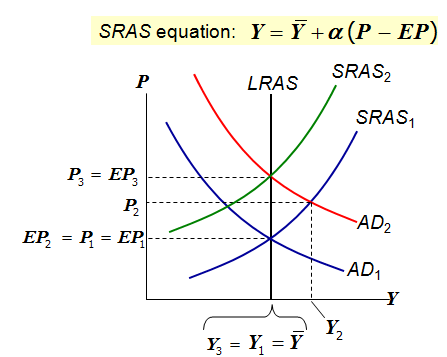 SRAS equation: Y = Y̅ + α (P – EP)
P
LRAS
SRAS₂
SRAS₁
P₃ = EP₃
P₂
AD₂
EP₂ = P₁ = EP₁
AD₁
Y
Y₂
Y₃ = Y₁ = Y̅